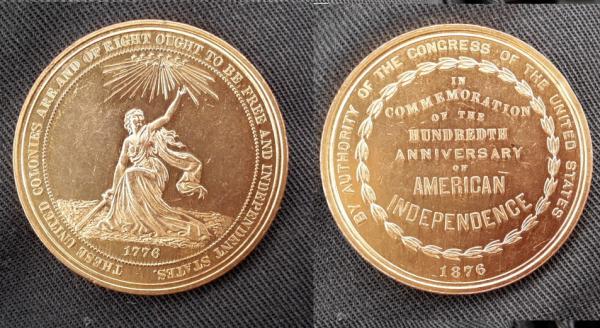 THESE UNITED COLONIES ARE AND OF RIGHT OUGHT TO BE FREE AND INDEPENDENT STATES.
1776
BY AUTHORITY OF THE CONGRESS OF THE UNITED STATES
IN
COMMEMORATION
OF THE
HUNDREDTH
ANNIVERSARY
OF
AMERICAN
INDEPENDENCE
1876